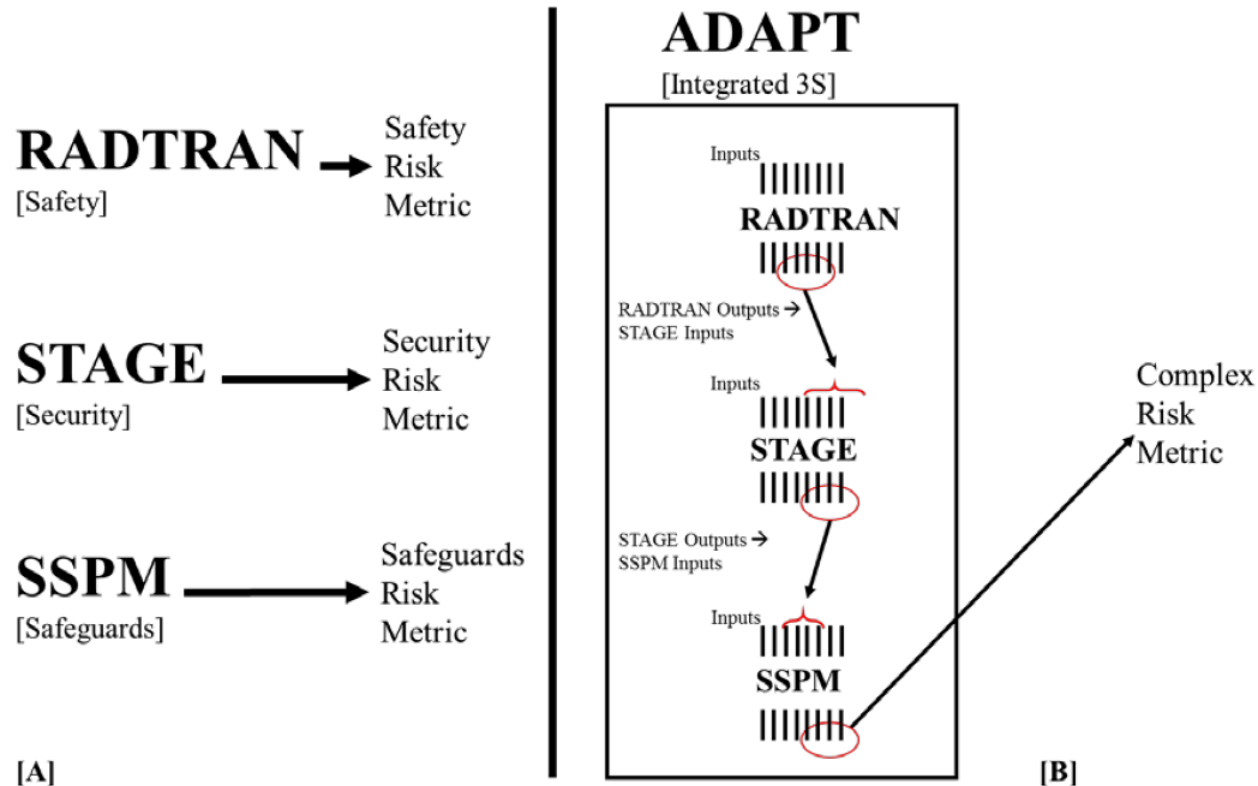 RADTRAN
[Safety]
Safety
Risk
Metric
STAGE
[Security]
Security
Risk
Metric
SSPM
[Safeguards]
Safeguards
Risk
Metric
[A]
ADAPT
[Integrated 3S]
Inputs
RADTRAN
RADTRAN Outputs →
STAGE Inputs
Inputs
STAGE
STAGE Outputs →
SSPM Inputs
Inputs
SSPM
Complex
Risk
Metric
[B]